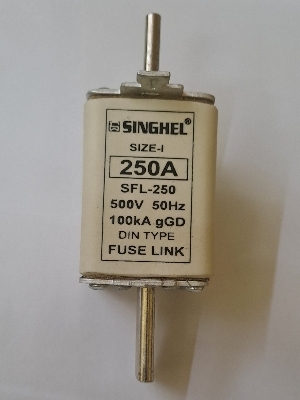 SINGHEL®
SIZE-I
250A
SFL-250
500V 50Hz
100kA gGD
DIN TYPE
FUSE LINK